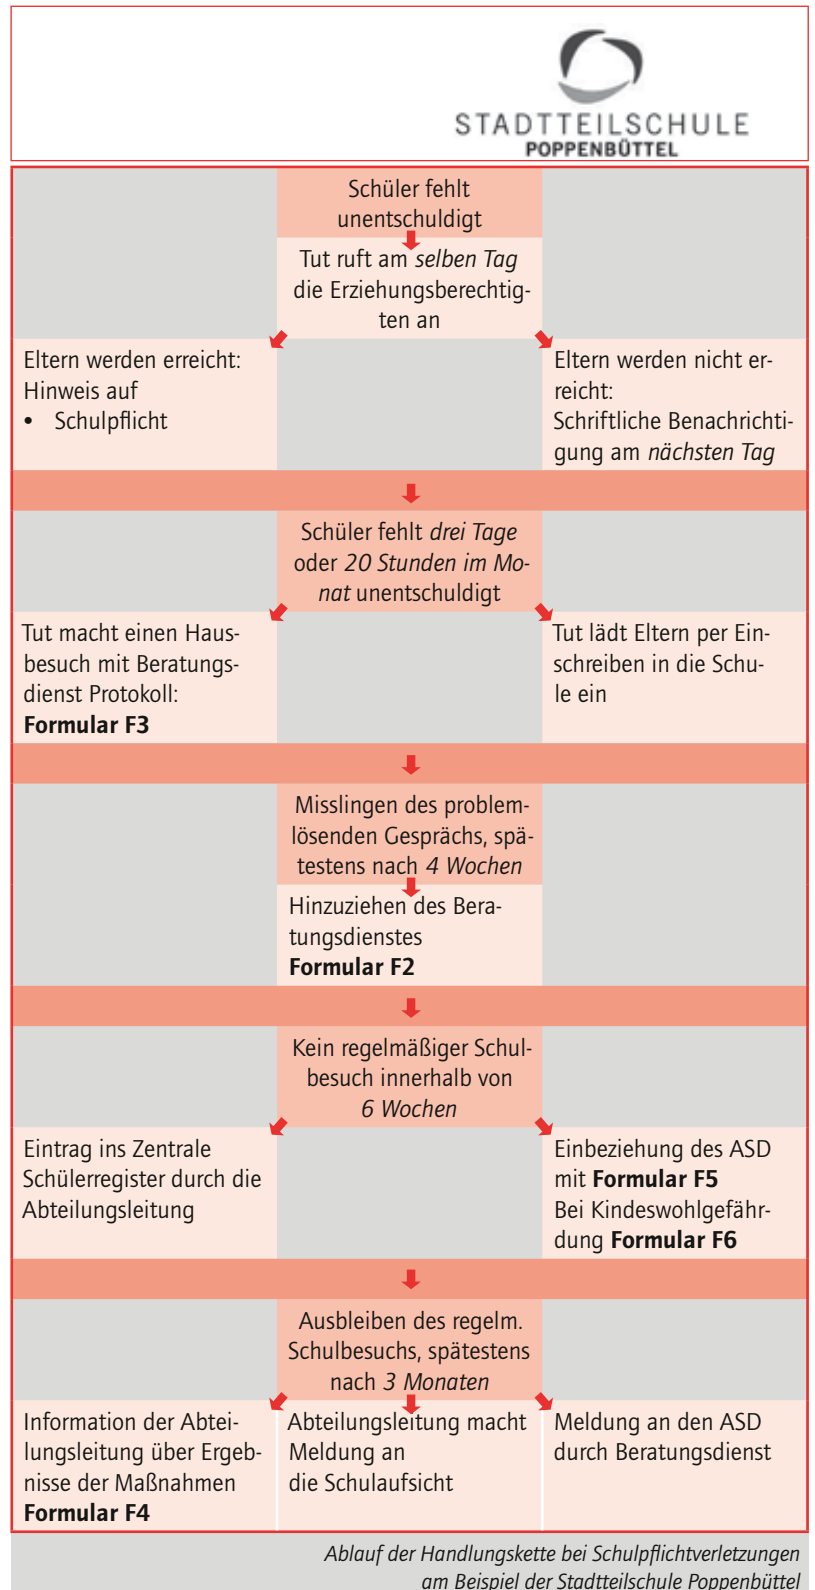 STADTTEILSCHULE
POPPENBÜTTEL
Schüler fehlt
unentschuldigt
Tut ruft am selben Tag
die Erziehungsberechtig-
ten an
Eltern werden erreicht:
Hinweis auf
• Schulpflicht
Eltern werden nicht er-
reicht:
Schriftliche Benachrichti-
gung am nächsten Tag
Schüler fehlt drei Tage
oder 20 Stunden im Mo-
nat unentschuldigt
Tut macht einen Haus-
besuch mit Beratungs-
dienst Protokoll:
Formular F3
Tut lädt Eltern per Ein-
schreiben in die Schu-
le ein
Misslingen des problem-
lösenden Gesprächs, spä-
testens nach 4 Wochen
Hinzuziehen des Bera-
tungsdienstes
Formular F2
Kein regelmäßiger Schul-
besuch innerhalb von
6 Wochen
Eintrag ins Zentrale
Schülerregister durch die
Abteilungsleitung
Einbeziehung des ASD
mit Formular F5
Bei Kindeswohlgefähr-
dung Formular F6
Ausbleiben des regelm.
Schulbesuchs, spätestens
nach 3 Monaten
Information der Abtei-
lungsleitung über Ergeb-
nisse der Maßnahmen
Formular F4
Abteilungsleitung macht
Meldung an
die Schulaufsicht
Meldung an den ASD
durch Beratungsdienst
Ablauf der Handlungskette bei Schulpflichtverletzungen
am Beispiel der Stadtteilschule Poppenbüttel